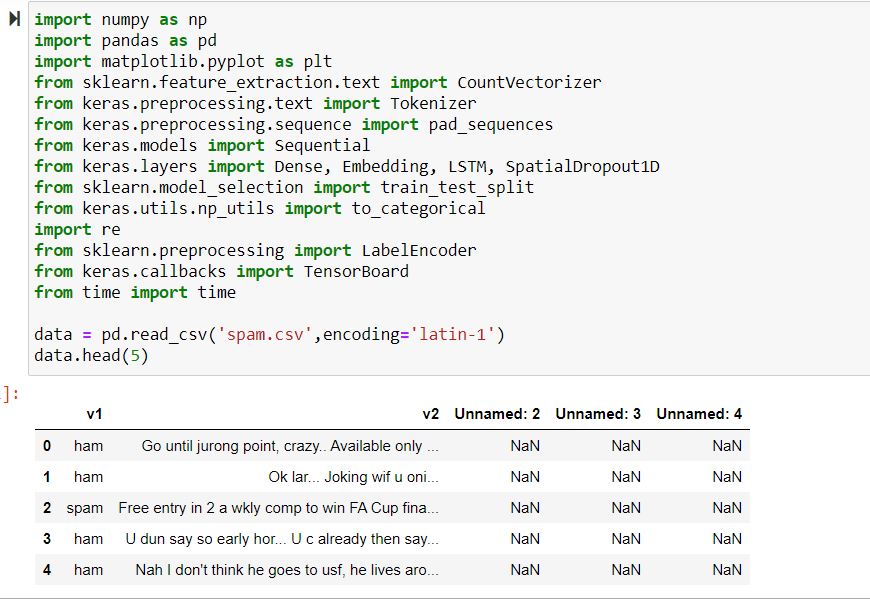 import numpy as np
import pandas as pd
import matplotlib.pyplot as plt
from sklearn.feature_extraction.text import CountVectorizer
from keras.preprocessing.text import Tokenizer
from keras.preprocessing.sequence import pad_sequences
from keras.models import Sequential
from keras.layers import Dense, Embedding, LSTM, SpatialDropout1D
from sklearn.model_selection import train_test_split
from keras.utils.np_utils import to_categorical
import re
from sklearn.preprocessing import LabelEncoder
from keras.callbacks import TensorBoard
from time import time

data = pd.read_csv('spam.csv',encoding='latin-1')
data.head(5)
]:
v1 v2 Unnamed: 2 Unnamed: 3 Unnamed: 4
0 ham Go until jurong point, crazy.. Available only ... NaN NaN NaN
1 ham Ok lar... Joking wif u oni... NaN NaN NaN
2 spam Free entry in 2 a wkly comp to win FA Cup fina... NaN NaN NaN
3 ham U dun say so early hor... U c already then say... NaN NaN NaN
4 ham Nah I don't think he goes to usf, he lives aro... NaN NaN NaN